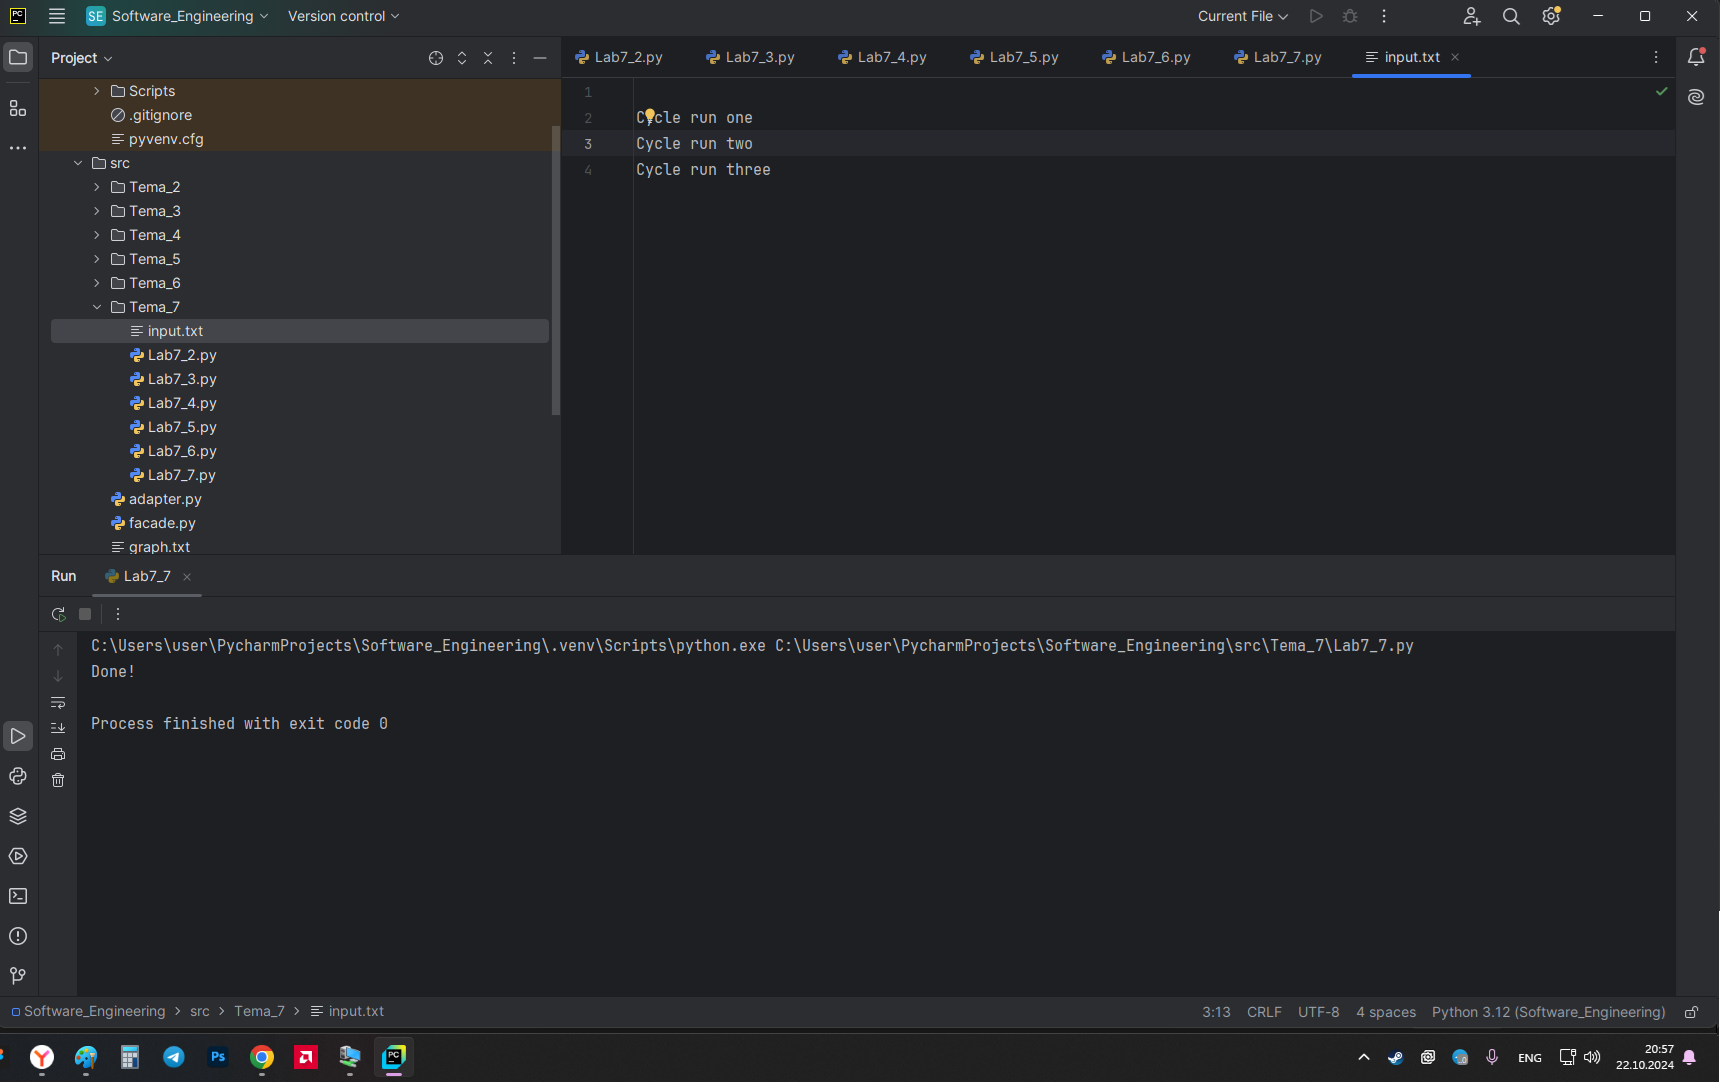 PC SE Software_Engineering Version control Current File
Project
Lab7_2.py Lab7_3.py Lab7_4.py Lab7_5.py Lab7_6.py Lab7_7.py input.txt
Scripts
.gitignore
pyvenv.cfg
src
Tema_2
Tema_3
Tema_4
Tema_5
Tema_6
Tema_7
input.txt
Lab7_2.py
Lab7_3.py
Lab7_4.py
Lab7_5.py
Lab7_6.py
Lab7_7.py
adapter.py
facade.py
graph.txt
1
2 Cycle run one
3 Cycle run two
4 Cycle run three
Run Lab7_7
C:\Users\user\PycharmProjects\Software_Engineering\.venv\Scripts\python.exe C:\Users\user\PycharmProjects\Software_Engineering\src\Tema_7\Lab7_7.py
Done!
Process finished with exit code 0
Software_Engineering > src > Tema_7 > input.txt 3:13 CRLF UTF-8 4 spaces Python 3.12 (Software_Engineering)
Y Ps PC ENG 20:57
22.10.2024